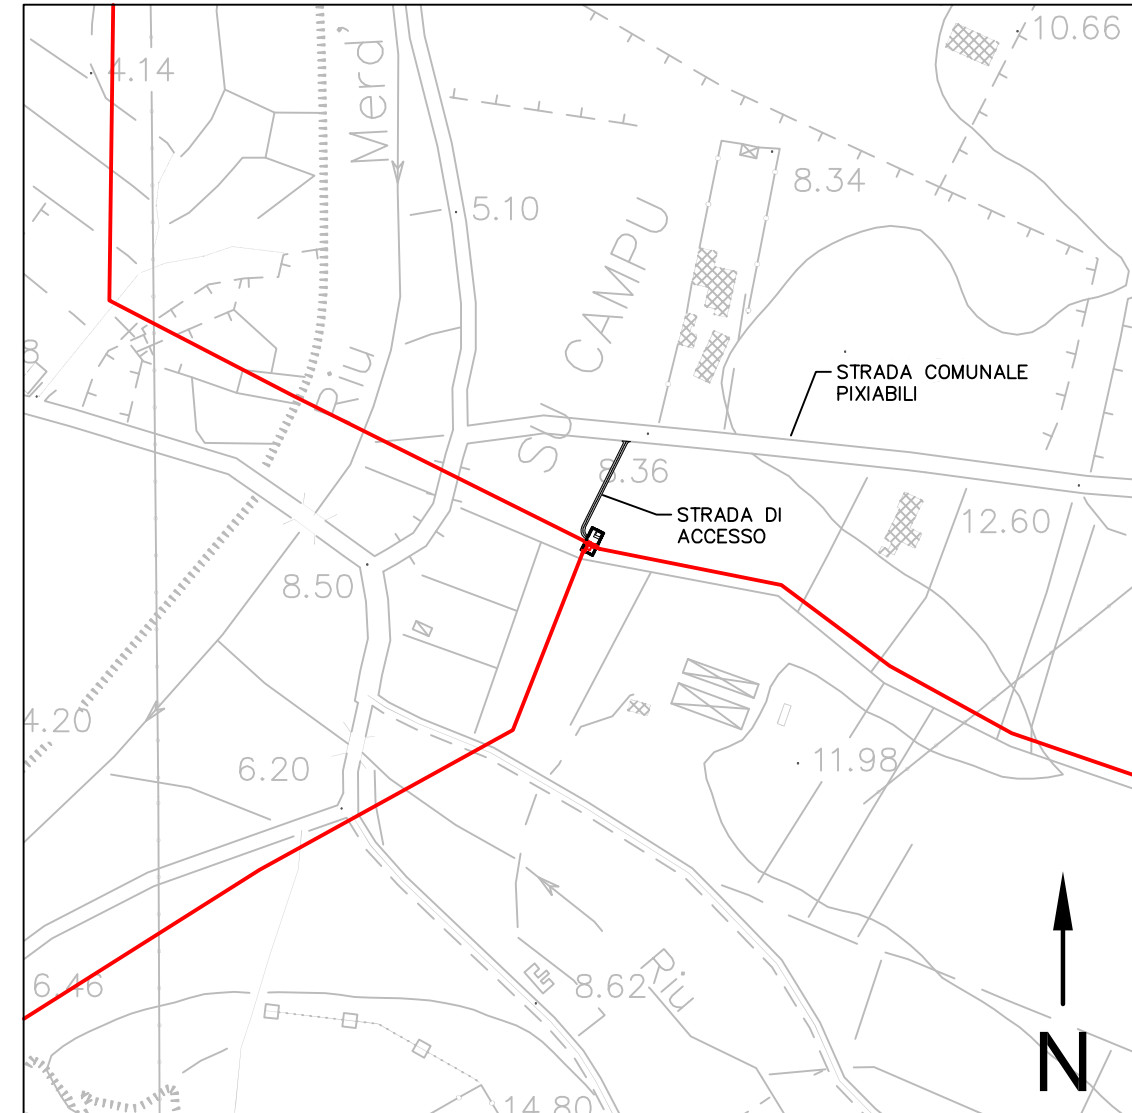 4.14
Merd'
10.66
8.34
5.10
SU CAMPU
8
Riu
STRADA COMUNALE
PIXIABILI
8.36
STRADA DI
ACCESSO
12.60
8.50
4.20
6.20
11.98
6.46
8.62
Riu
14.80
N